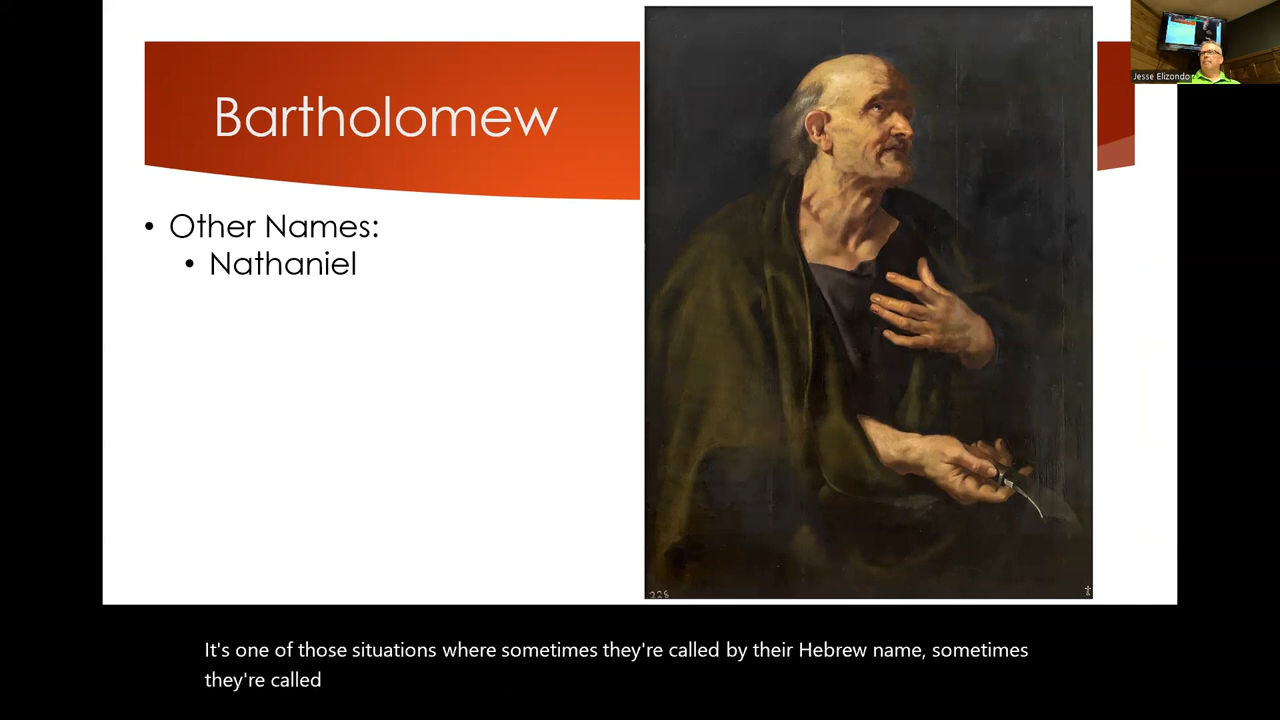 Bartholomew
• Other Names:
• Nathaniel
228
Jesse Elizondo
It's one of those situations where sometimes they're called by their Hebrew name, sometimes
they're called